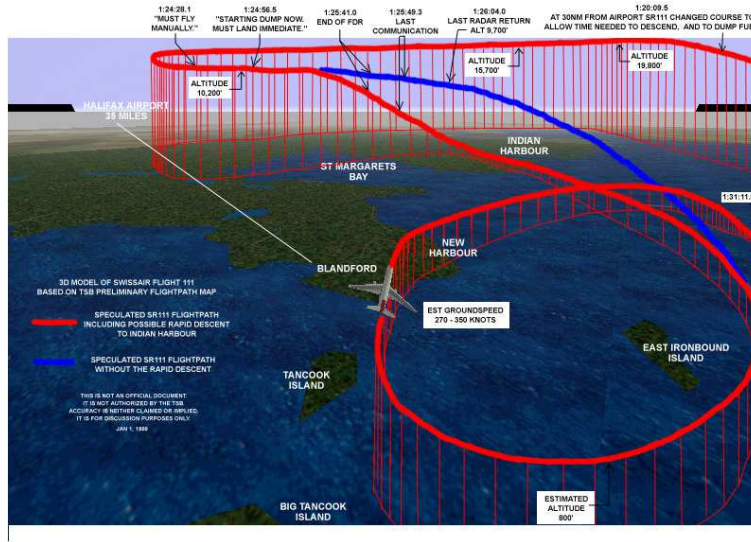 1:24:28.1
"MUST FLY
MANUALLY."
1:24:56.5
"STARTING DUMP NOW.
MUST LAND IMMEDIATE."
1:25:41.0
END OF FDR
1:25:49.3
LAST
COMMUNICATION
1:26:04.0
LAST RADAR RETURN
ALT 9,700'
1:20:09.5
AT 30NM FROM AIRPORT SR111 CHANGED COURSE TO
ALLOW TIME NEEDED TO DESCEND, AND TO DUMP FU
ALTITUDE
10,200'
ALTITUDE
15,700'
ALTITUDE
19,800'
HALIFAX AIRPORT
35 MILES
ST MARGARETS
BAY
INDIAN
HARBOUR
1:31:11.
NEW
HARBOUR
BLANDFORD
3D MODEL OF SWISSAIR FLIGHT 111
BASED ON TSB PRELIMINARY FLIGHTPATH MAP
SPECULATED SR111 FLIGHTPATH
INCLUDING POSSIBLE RAPID DESCENT
TO INDIAN HARBOUR
SPECULATED SR111 FLIGHTPATH
WITHOUT THE RAPID DESCENT
THIS IS NOT AN OFFICIAL DOCUMENT.
IT IS NOT AUTHORIZED BY THE TSB.
ACCURACY IS NEITHER CLAIMED OR IMPLIED.
IT IS FOR DISCUSSION PURPOSES ONLY.
EST GROUNDSPEED
270 - 350 KNOTS
EAST IRONBOUND
ISLAND
TANCOOK
ISLAND
BIG TANCOOK
ISLAND
ESTIMATED
ALTITUDE
800'